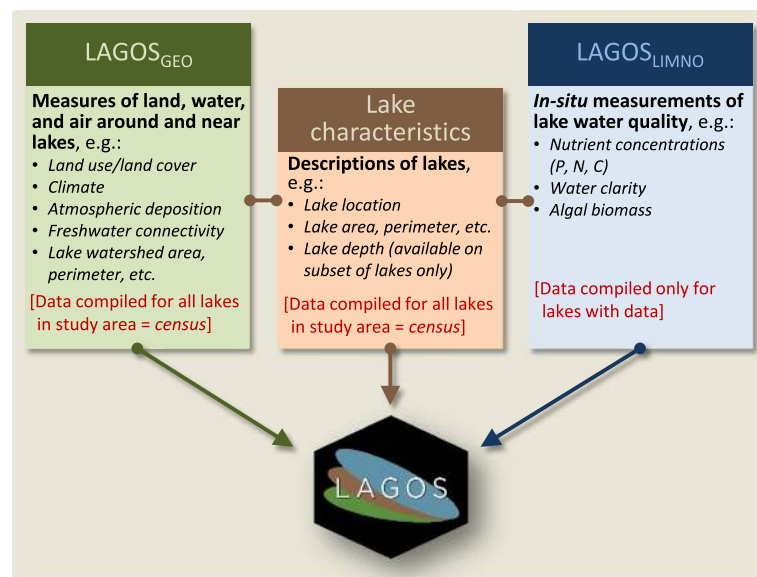 LAGOSGEO
Measures of land, water,
and air around and near
lakes, e.g.:
• Land use/land cover
• Climate
• Atmospheric deposition
• Freshwater connectivity
• Lake watershed area,
perimeter, etc.
[Data compiled for all lakes
in study area = census]
Lake
characteristics
Descriptions of lakes,
e.g.:
• Lake location
• Lake area, perimeter, etc.
• Lake depth (available on
subset of lakes only)
[Data compiled for all lakes
in study area = census]
LAGOSLIMNO
In-situ measurements of
lake water quality, e.g.:
• Nutrient concentrations
(P, N, C)
• Water clarity
• Algal biomass
[Data compiled only for
lakes with data]
LAGOS